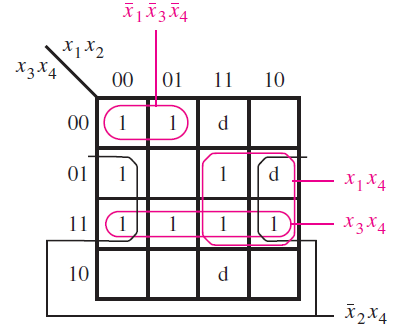 x̄₁x̄₃x̄₄
x₁x₂
x₃x₄
00 01 11 10
00 1 1 d
01 1 1 d x₁x₄
11 1 1 1 1 x₃x₄
10 d
x̄₂x₄